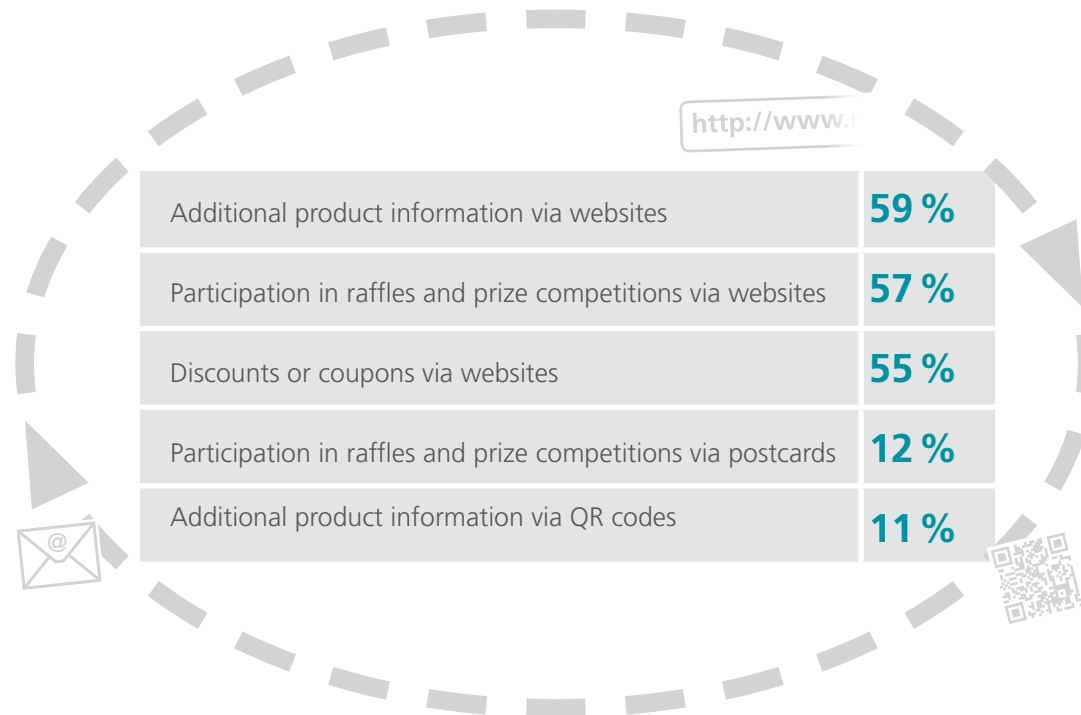 http://www.
Additional product information via websites 59 %
Participation in raffles and prize competitions via websites 57 %
Discounts or coupons via websites 55 %
Participation in raffles and prize competitions via postcards 12 %
Additional product information via QR codes 11 %
@